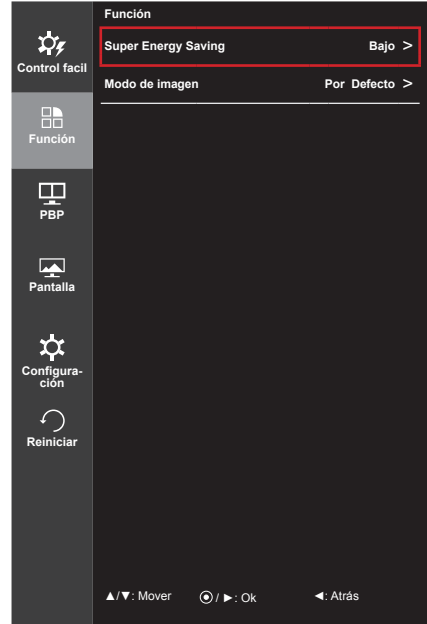 Función
Super Energy Saving Bajo >
Modo de imagen Por Defecto >
Control facil
Función
PBP
Pantalla
Configura-
ción
Reiniciar
▲/▼: Mover ⦿ / ►: Ok ◄: Atrás